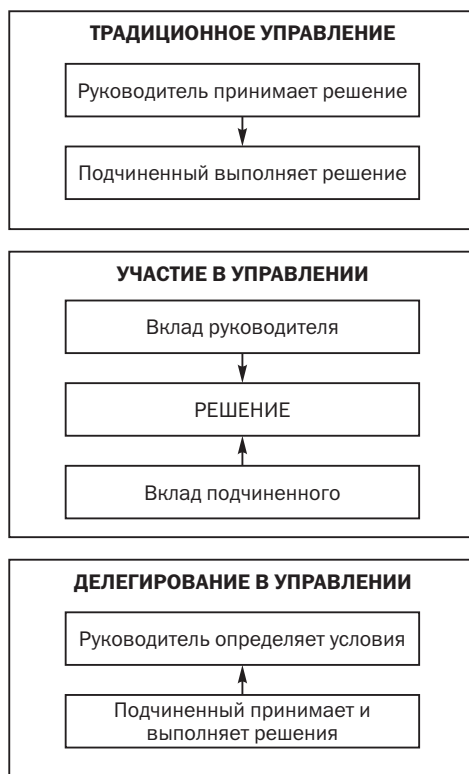 ТРАДИЦИОННОЕ УПРАВЛЕНИЕ
Руководитель принимает решение
Подчиненный выполняет решение
УЧАСТИЕ В УПРАВЛЕНИИ
Вклад руководителя
РЕШЕНИЕ
Вклад подчиненного
ДЕЛЕГИРОВАНИЕ В УПРАВЛЕНИИ
Руководитель определяет условия
Подчиненный принимает и
выполняет решения